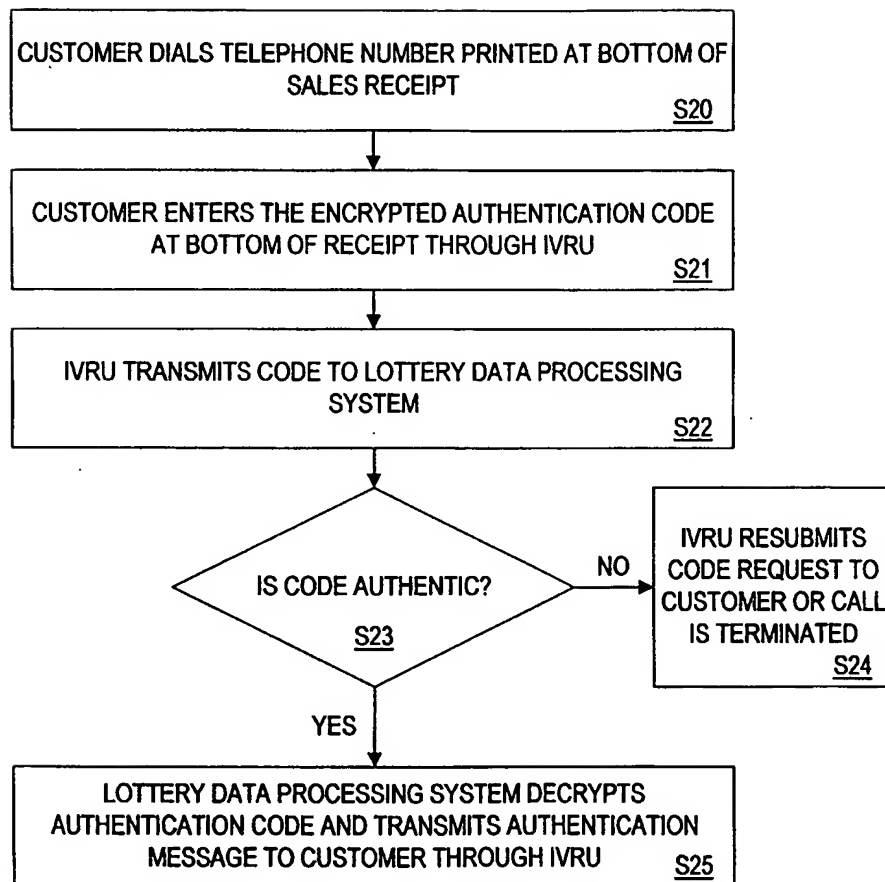 CUSTOMER DIALS TELEPHONE NUMBER PRINTED AT BOTTOM OF
SALES RECEIPT
S20
CUSTOMER ENTERS THE ENCRYPTED AUTHENTICATION CODE
AT BOTTOM OF RECEIPT THROUGH IVRU
S21
IVRU TRANSMITS CODE TO LOTTERY DATA PROCESSING
SYSTEM
S22
IS CODE AUTHENTIC?
S23
NO
IVRU RESUBMITS
CODE REQUEST TO
CUSTOMER OR CALL
IS TERMINATED
S24
YES
LOTTERY DATA PROCESSING SYSTEM DECRYPTS
AUTHENTICATION CODE AND TRANSMITS AUTHENTICATION
MESSAGE TO CUSTOMER THROUGH IVRU
S25